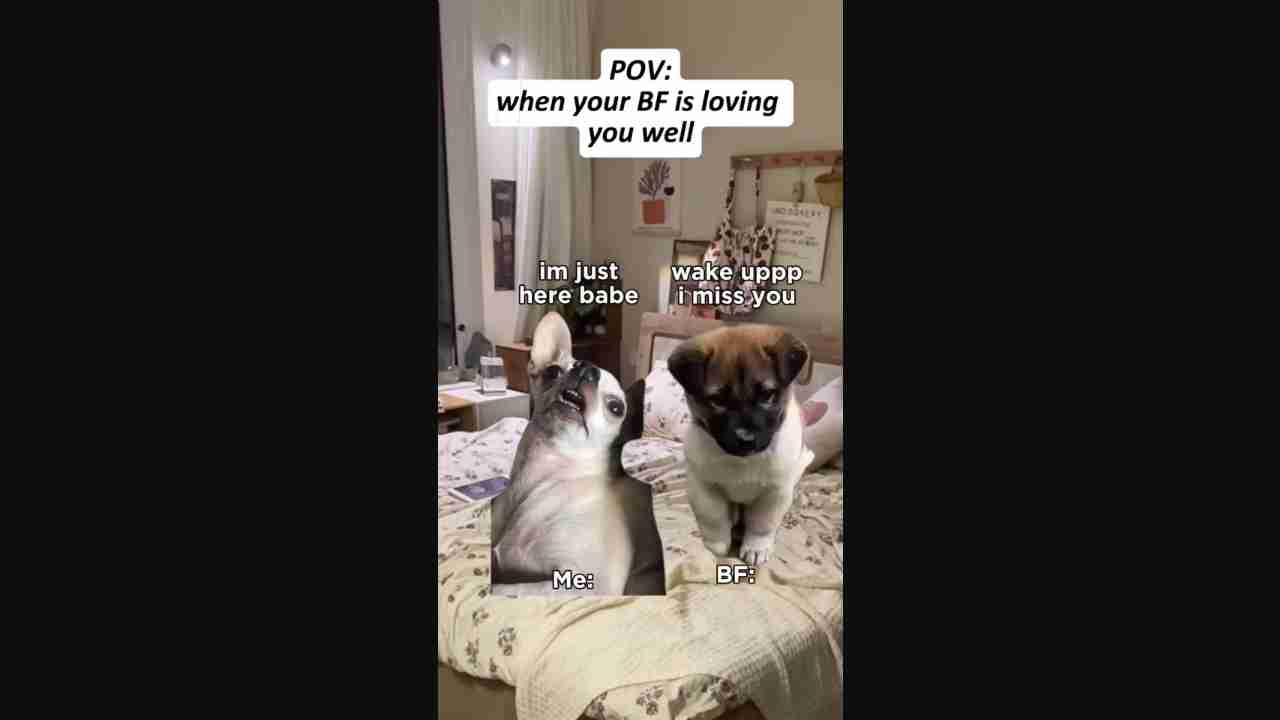 POV:
when your BF is loving
you well
im just
here babe
wake uppp
i miss you
Me:
BF: